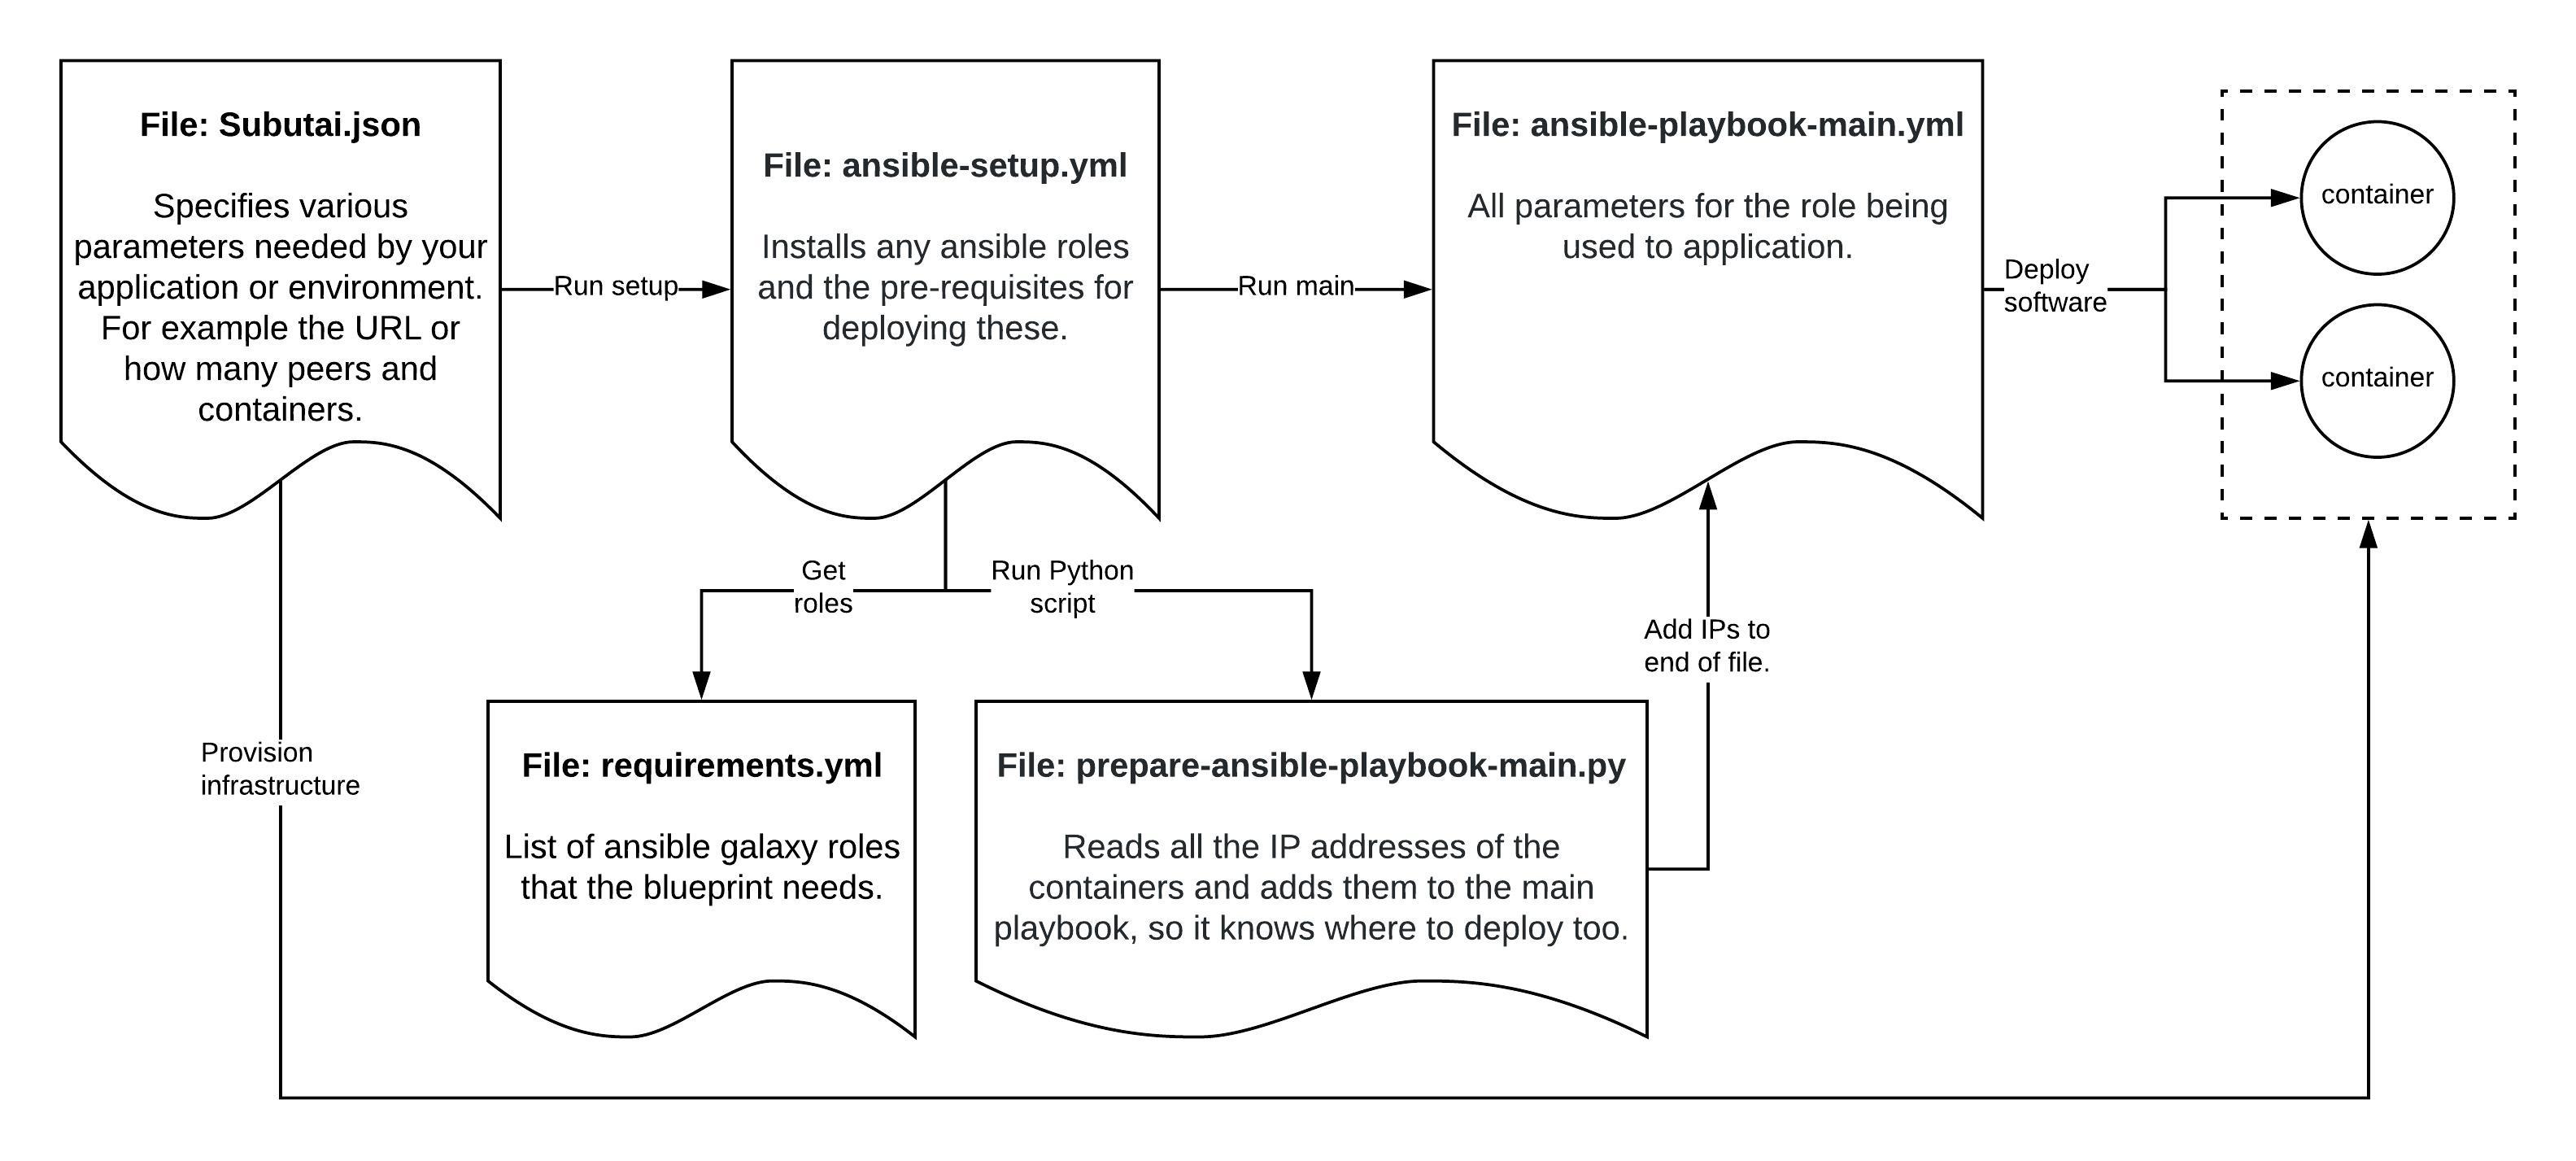 File: Subutai.json
Specifies various
parameters needed by your
application or environment.
For example the URL or
how many peers and
containers.
Run setup
File: ansible-setup.yml
Installs any ansible roles
and the pre-requisites for
deploying these.
Run main
File: ansible-playbook-main.yml
All parameters for the role being
used to application.
Deploy
software
container
container
Get
roles
Run Python
script
Add IPs to
end of file.
Provision
infrastructure
File: requirements.yml
List of ansible galaxy roles
that the blueprint needs.
File: prepare-ansible-playbook-main.py
Reads all the IP addresses of the
containers and adds them to the main
playbook, so it knows where to deploy too.